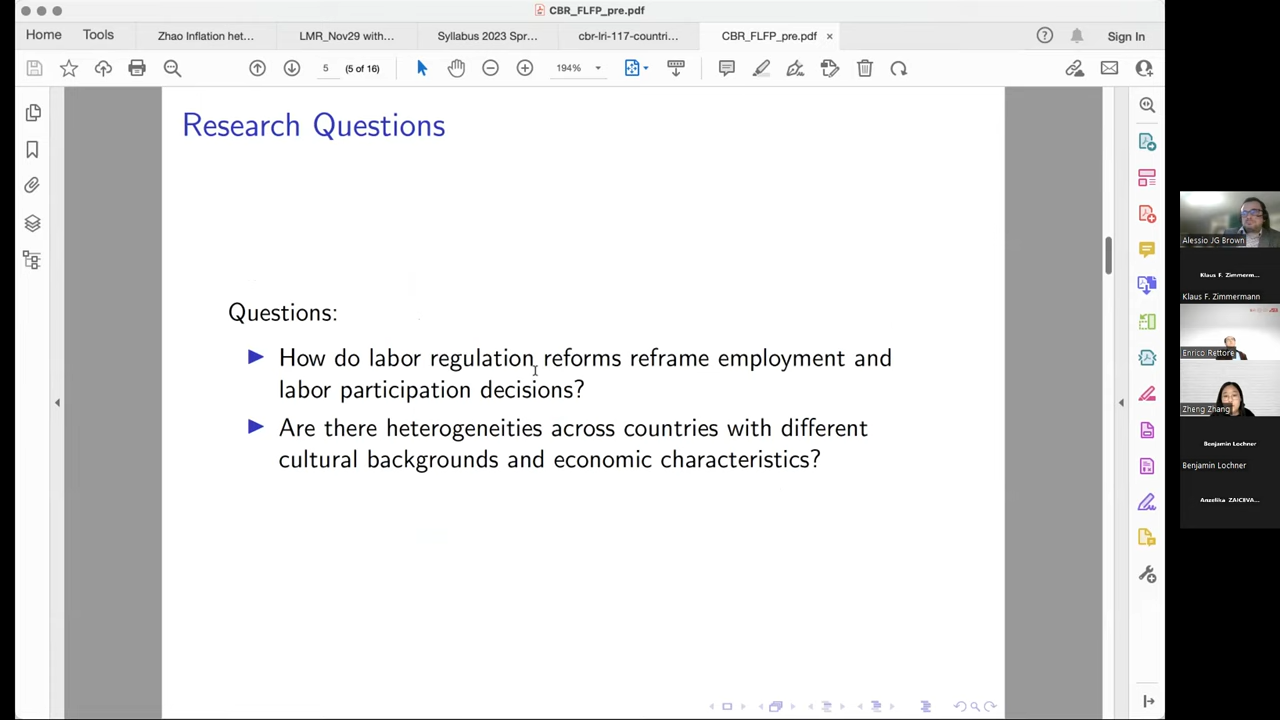 CBR_FLFP_pre.pdf
Home Tools Zhao Inflation het... LMR_Nov29 with... Syllabus 2023 Spr... cbr-lri-117-countri... CBR_FLFP_pre.pdf × Sign In
5 (5 of 16) 194%
Research Questions
Questions:
How do labor regulation reforms reframe employment and
labor participation decisions?
Are there heterogeneities across countries with different
cultural backgrounds and economic characteristics?
Alessio JG Brown
Klaus F. Zimmerm...
Klaus F. Zimmermann
Enrico Rettore
Zheng Zhang
Benjamin Lochner
Benjamin Lochner
Angelika ZAICEVA...